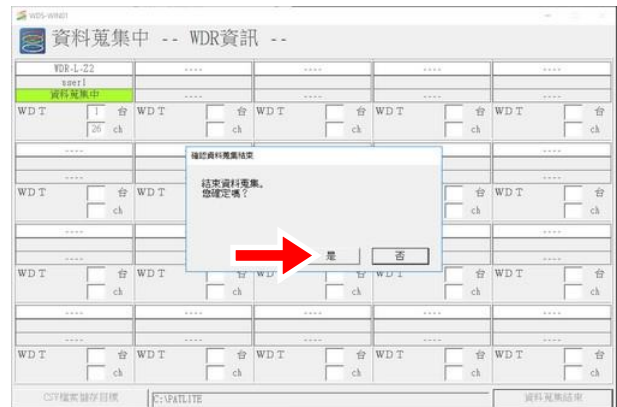 WDS-WIN01
資料蒐集中 -- WDR資訊 --
WDR-L-Z2 ---- ---- ---- ----
user1
資料蒐集中 ---- ---- ---- ----
WDT 1 台 WDT 台 WDT 台 WDT 台 WDT 台
26 ch ch ch ch ch
----
確認資料蒐集結束
----
---- ----
結束資料蒐集。
您確定嗎？
WDT 台 WDT
ch ch ch
---- ----
---- ----
是 否
WDT 台 WDT 台 WDT 台 WDT 台 WDT 台
ch ch ch ch ch
---- ---- ---- ---- ----
---- ---- ---- ---- ----
WDT 台 WDT 台 WDT 台 WDT 台 WDT 台
ch ch ch ch ch
CSV檔案儲存目標 C:\PATLITE 資料蒐集結束